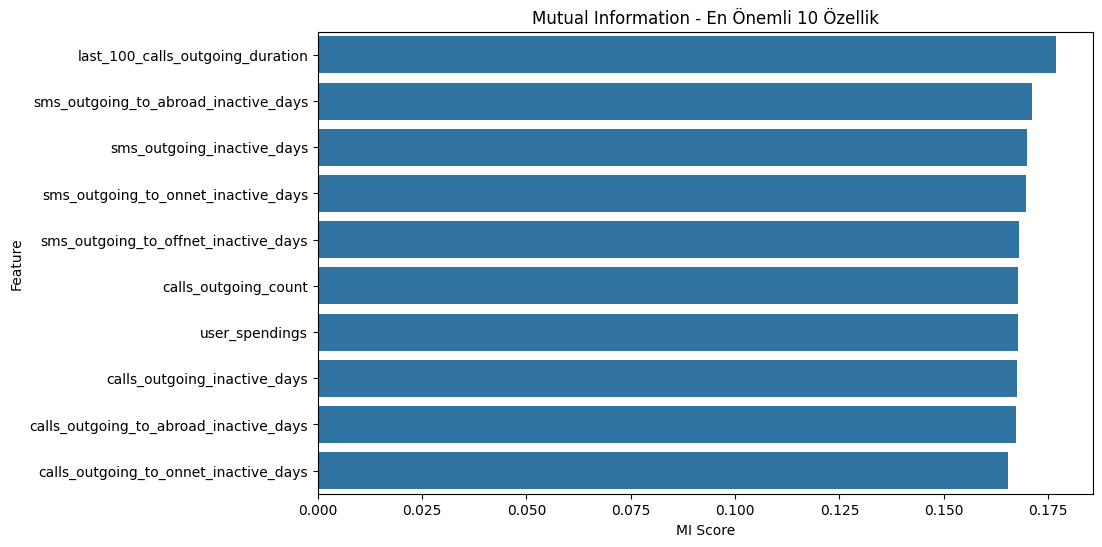 Mutual Information - En Önemli 10 Özellik
last_100_calls_outgoing_duration
sms_outgoing_to_abroad_inactive_days
sms_outgoing_inactive_days
sms_outgoing_to_onnet_inactive_days
sms_outgoing_to_offnet_inactive_days
calls_outgoing_count
user_spendings
calls_outgoing_inactive_days
calls_outgoing_to_abroad_inactive_days
calls_outgoing_to_onnet_inactive_days
Feature
0.000 0.025 0.050 0.075 0.100 0.125 0.150 0.175
MI Score